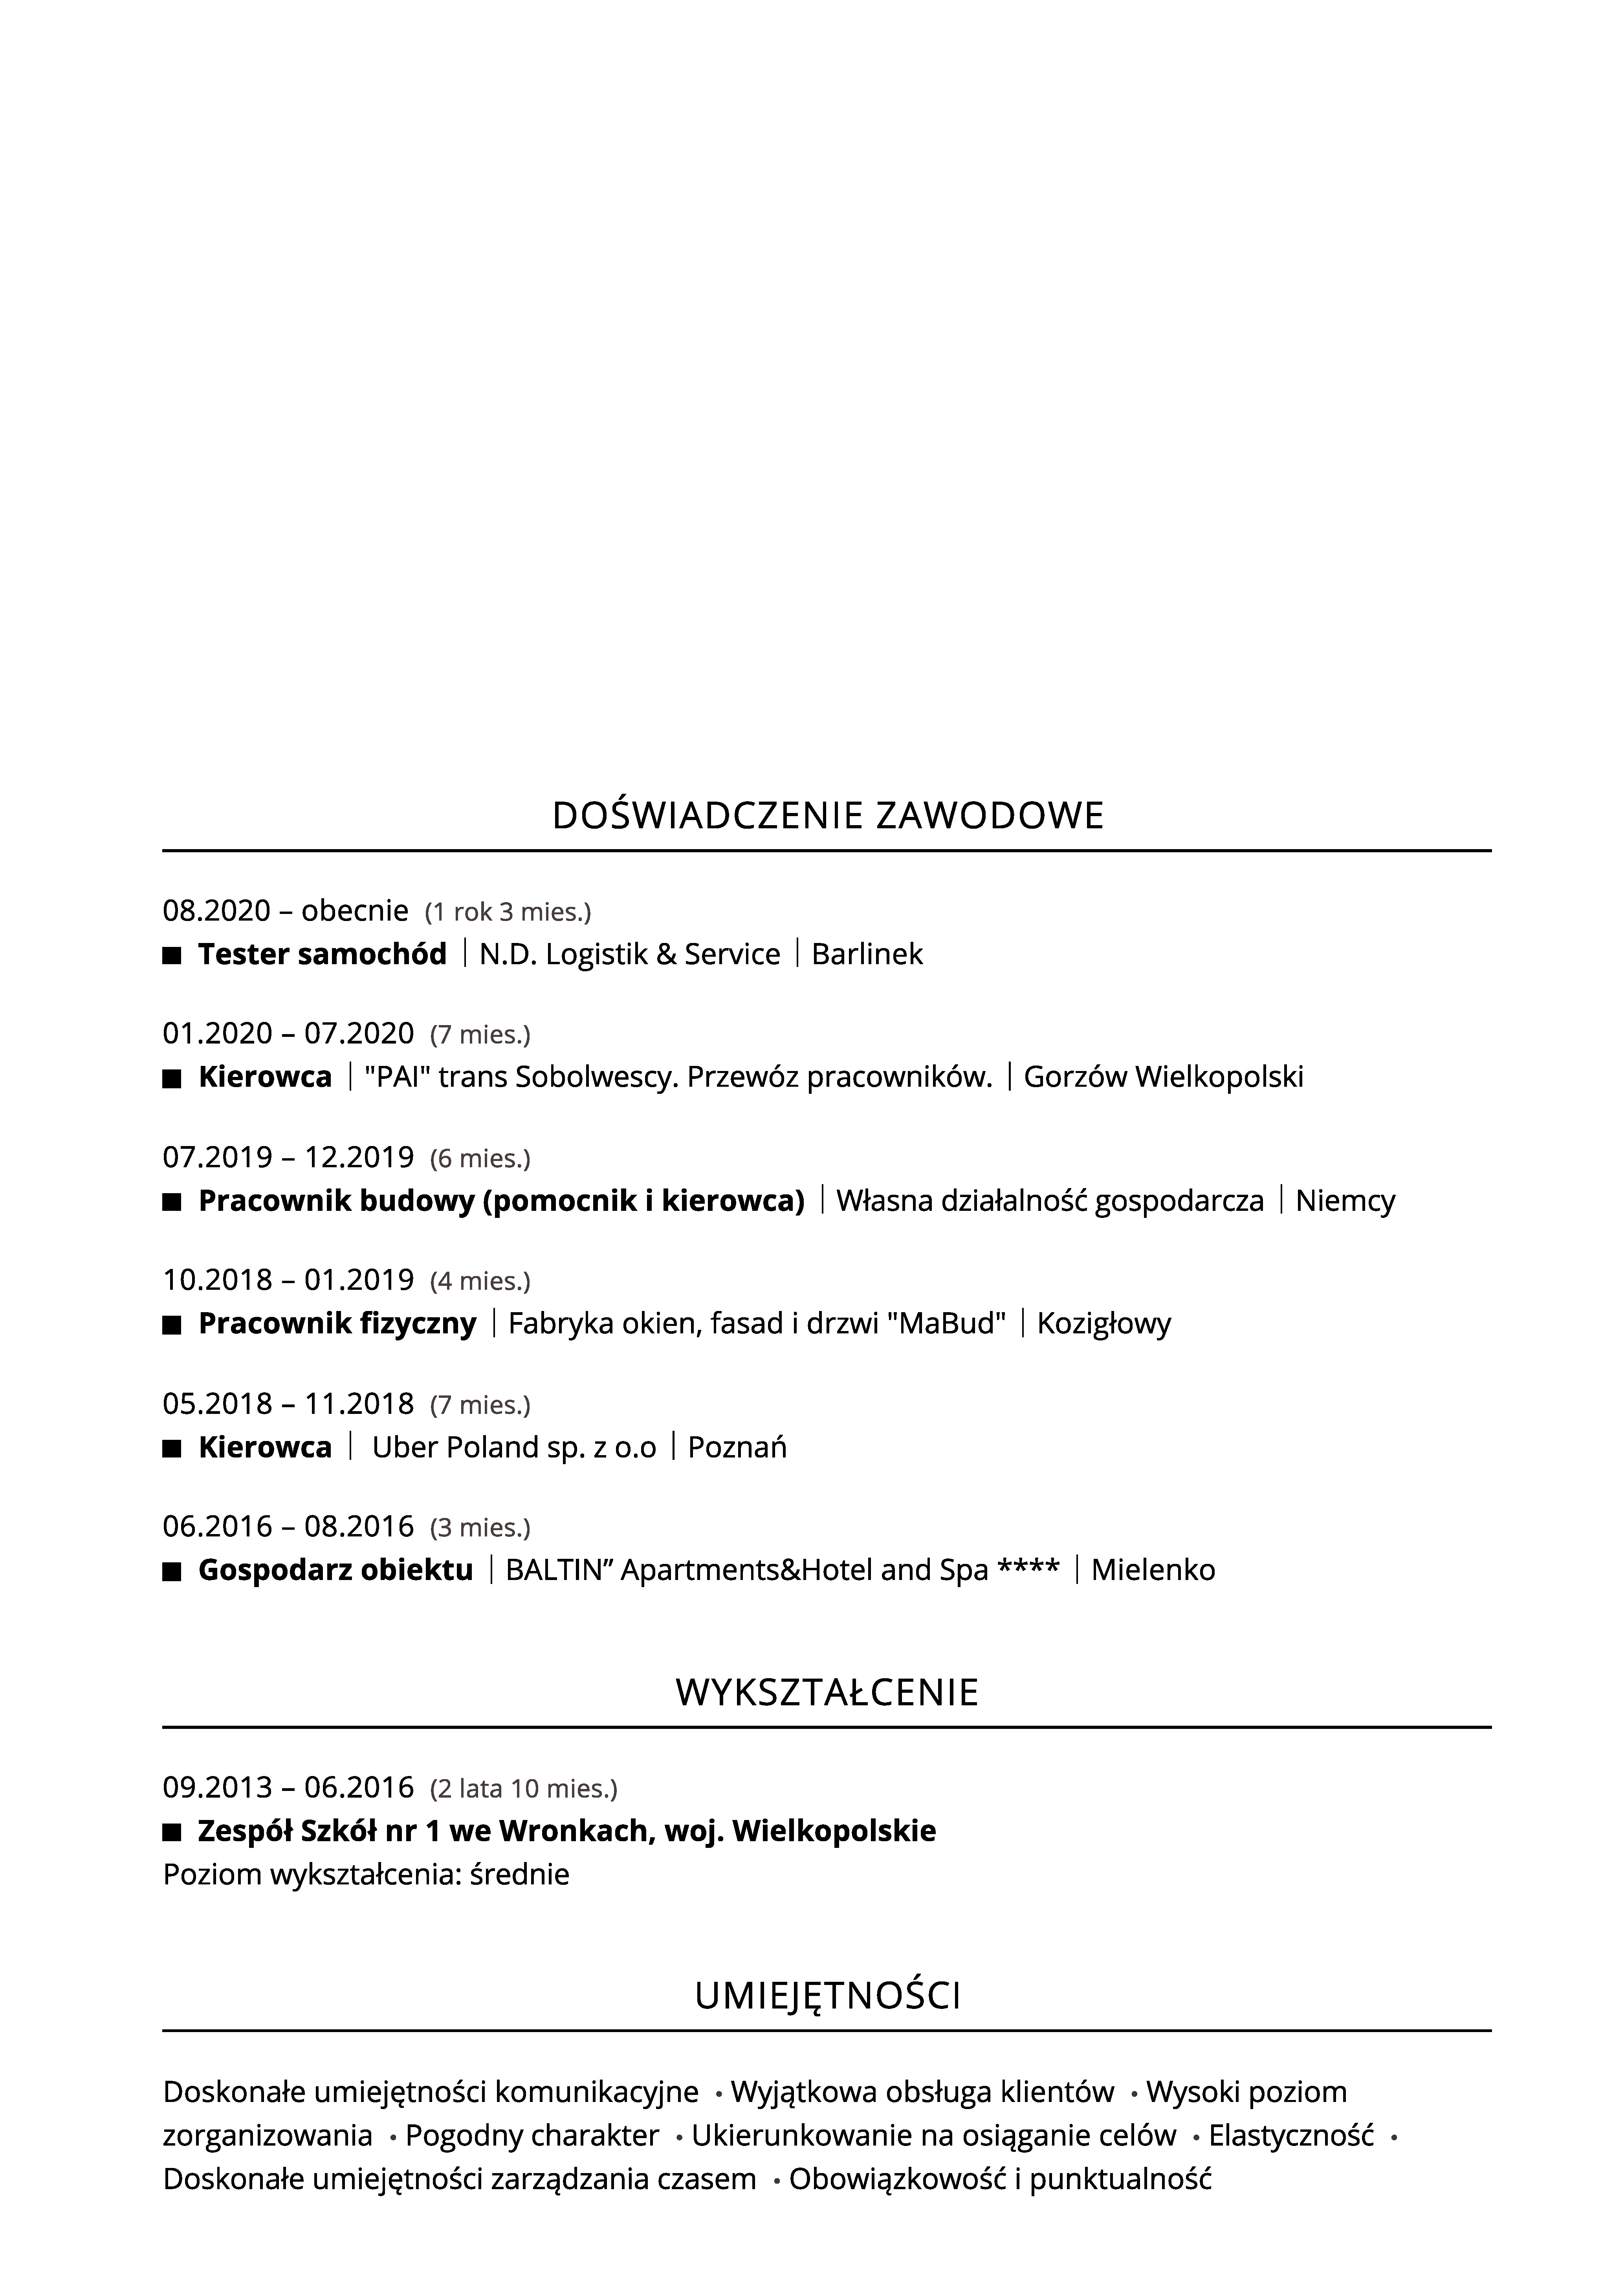 DOŚWIADCZENIE ZAWODOWE
08.2020 – obecnie (1 rok 3 mies.)
■ Tester samochód | N.D. Logistik & Service | Barlinek
01.2020 – 07.2020 (7 mies.)
■ Kierowca | "PAI" trans Sobolwescy. Przewóz pracowników. | Gorzów Wielkopolski
07.2019 – 12.2019 (6 mies.)
■ Pracownik budowy (pomocnik i kierowca) | Własna działalność gospodarcza | Niemcy
10.2018 – 01.2019 (4 mies.)
■ Pracownik fizyczny | Fabryka okien, fasad i drzwi "MaBud" | Kozigłowy
05.2018 – 11.2018 (7 mies.)
■ Kierowca | Uber Poland sp. z o.o | Poznań
06.2016 – 08.2016 (3 mies.)
■ Gospodarz obiektu | BALTIN” Apartments&Hotel and Spa **** | Mielenko
WYKSZTAŁCENIE
09.2013 – 06.2016 (2 lata 10 mies.)
■ Zespół Szkół nr 1 we Wronkach, woj. Wielkopolskie
Poziom wykształcenia: średnie
UMIEJĘTNOŚCI
Doskonałe umiejętności komunikacyjne • Wyjątkowa obsługa klientów • Wysoki poziom
zorganizowania • Pogodny charakter • Ukierunkowanie na osiąganie celów • Elastyczność •
Doskonałe umiejętności zarządzania czasem • Obowiązkowość i punktualność